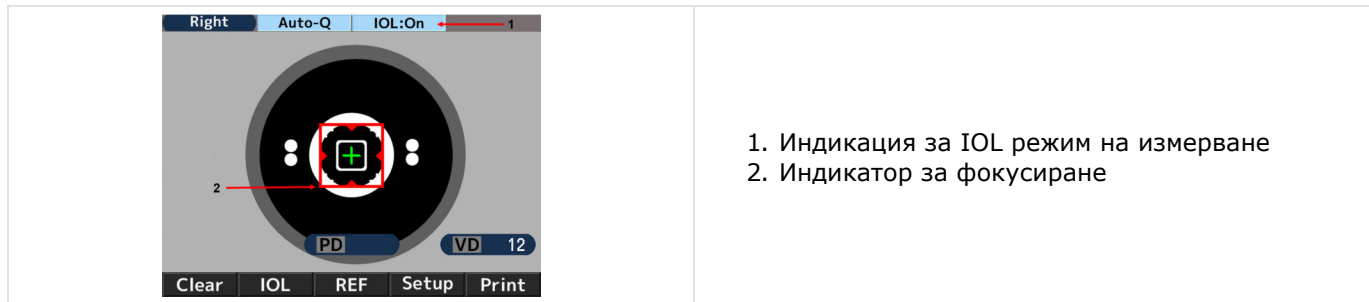 Right Auto-Q IOL:On 1
2
PD VD 12
Clear IOL REF Setup Print
1. Индикация за IOL режим на измерване
2. Индикатор за фокусиране